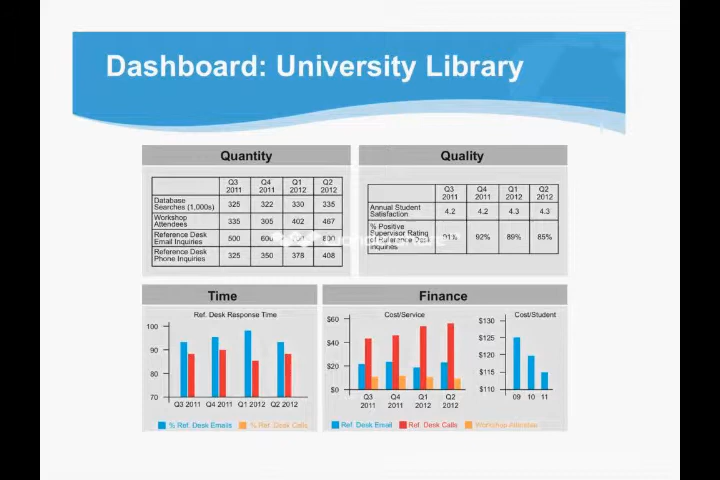 Dashboard: University Library
Quantity
Q3 2011 Q4 2011 Q1 2012 Q2 2012
Database Searches (1,000s) 325 322 330 335
Workshop Attendees 335 305 402 467
Reference Desk Email Inquiries 500 600 800
Reference Desk Phone Inquiries 325 350 378 408
Quality
Q3 2011 Q4 2011 Q1 2012 Q2 2012
Annual Student Satisfaction 4.2 4.2 4.3 4.3
% Positive Supervisor Rating of Reference Desk Inquiries 91% 92% 89% 85%
Time
Ref. Desk Response Time
100
90
80
70
Q3 2011 Q4 2011 Q1 2012 Q2 2012
% Ref. Desk Emails % Ref. Desk Calls
Finance
Cost/Service
$60
$40
$20
$0
Q3 2011 Q4 2011 Q1 2012 Q2 2012
Cost/Student
$130
$125
$120
$115
$110
09 10 11
Ref. Desk Email Ref. Desk Calls Workshop Attendee